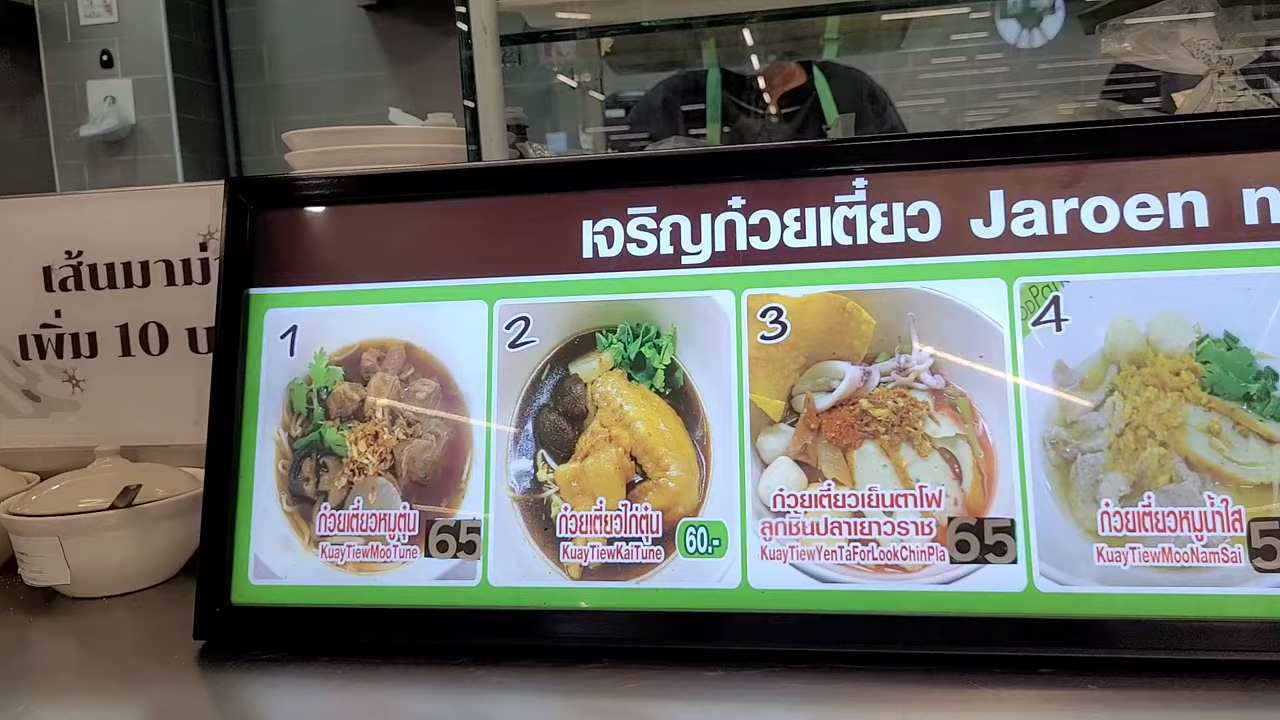 เจริญก๋วยเตี๋ยว Jaroen
เส้นมาม่า
เพิ่ม 10
1
ก๋วยเตี๋ยวหมูตุ๋น
KuayTiewMooTune
65
2
ก๋วยเตี๋ยวไก่ตุ๋น
KuayTiewKaiTune
60.-
3
ก๋วยเตี๋ยวเย็นตาโฟ
ลูกชิ้นปลาเยาวราช
KuayTiewYenTaForLookChinPla
65
4
ก๋วยเตี๋ยวหมูน้ำใส
KuayTiewMooNamSai